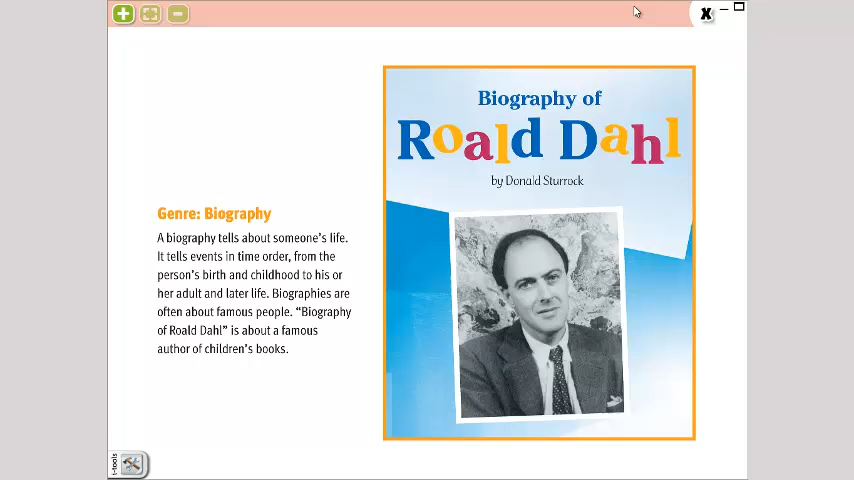 X
Biography of
Roald Dahl
by Donald Sturrock
Genre: Biography
A biography tells about someone's life.
It tells events in time order, from the
person's birth and childhood to his or
her adult and later life. Biographies are
often about famous people. “Biography
of Roald Dahl” is about a famous
author of children's books.
t-tools